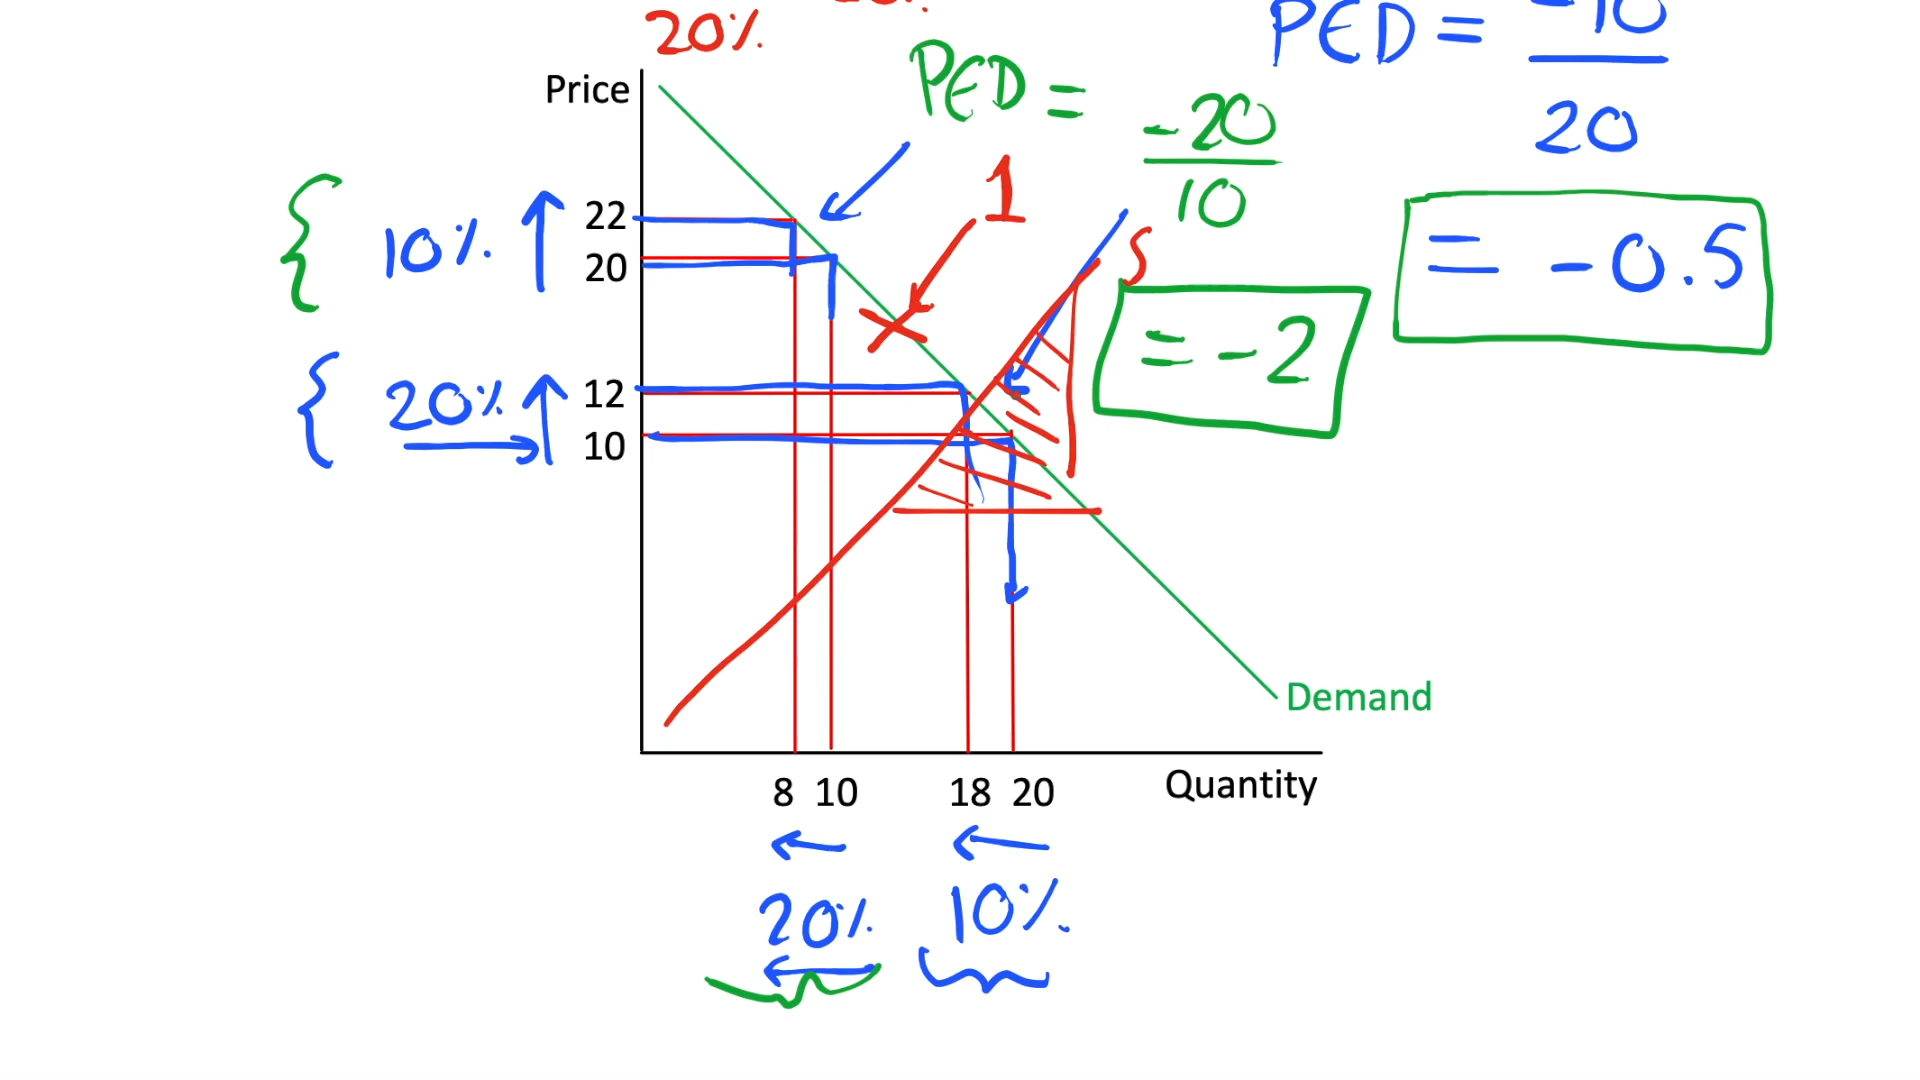 20%
PED = -20/10
= -2
PED = -10/20
= -0.5
Price
1
22
20
10% ↑
S
12
10
20% ↑
Demand
8 10 18 20
Quantity
20% 10%